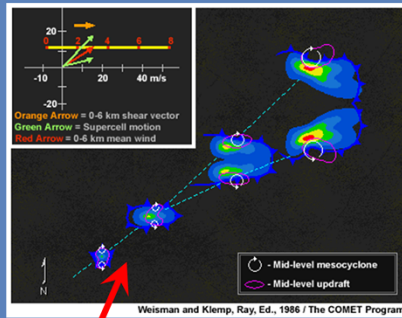 0 2 4 6 8
20
-10
20
40 m/s
-20
Orange Arrow = 0-6 km shear vector
Green Arrow = Supercell motion
Red Arrow = 0-6 km mean wind
- Mid-level mesocyclone
- Mid-level updraft
N
Weisman and Klemp, Ray, Ed., 1986 / The COMET Program